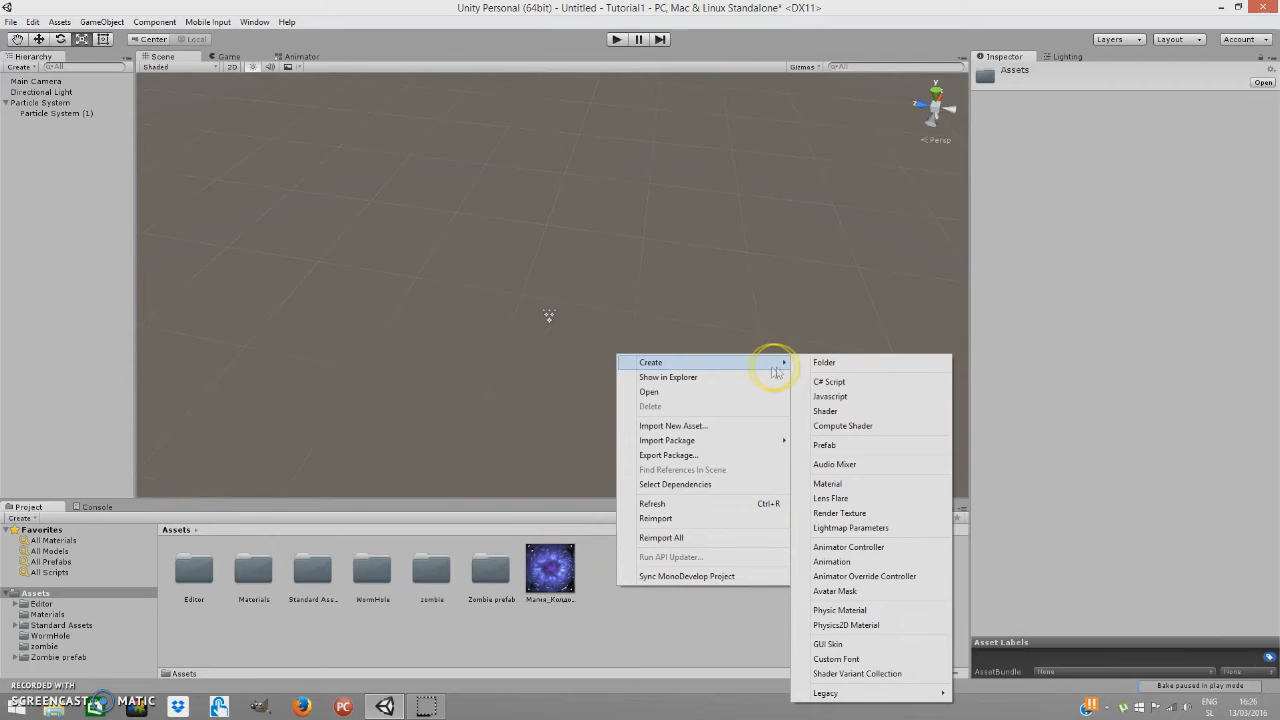 Unity Personal (64bit) - Untitled - Tutorial1 - PC, Mac & Linux Standalone* <DX11>
File Edit Assets GameObject Component Mobile Input Window Help
Center Local Layers Layout Account
Hierarchy Scene Game Animator Inspector Lighting
Create All Shaded 2D Gizmos All
Assets
Open
Main Camera
Directional Light
Particle System
Particle System (1)
y
z
Persp
Create
Show in Explorer
Open
Delete
Import New Asset...
Import Package
Export Package...
Find References In Scene
Select Dependencies
Refresh Ctrl+R
Reimport
Reimport All
Run API Updater...
Sync MonoDevelop Project
Folder
C# Script
Javascript
Shader
Compute Shader
Prefab
Audio Mixer
Material
Lens Flare
Render Texture
Lightmap Parameters
Animator Controller
Animation
Animator Override Controller
Avatar Mask
Physic Material
Physics2D Material
GUI Skin
Custom Font
Shader Variant Collection
Legacy
Project Console
Create
Favorites
All Materials
All Models
All Prefabs
All Scripts
Assets
Editor
Materials
Standard Assets
WormHole
zombie
Zombie prefab
Assets
Editor Materials Standard Ass... WormHole zombie Zombie prefab Магия_Колдо...
Assets
Asset Labels
AssetBundle None None
Bake paused in play mode
RECORDED WITH
SCREENCAST MATIC
PC
ENG
SL
16:26
13/03/2016